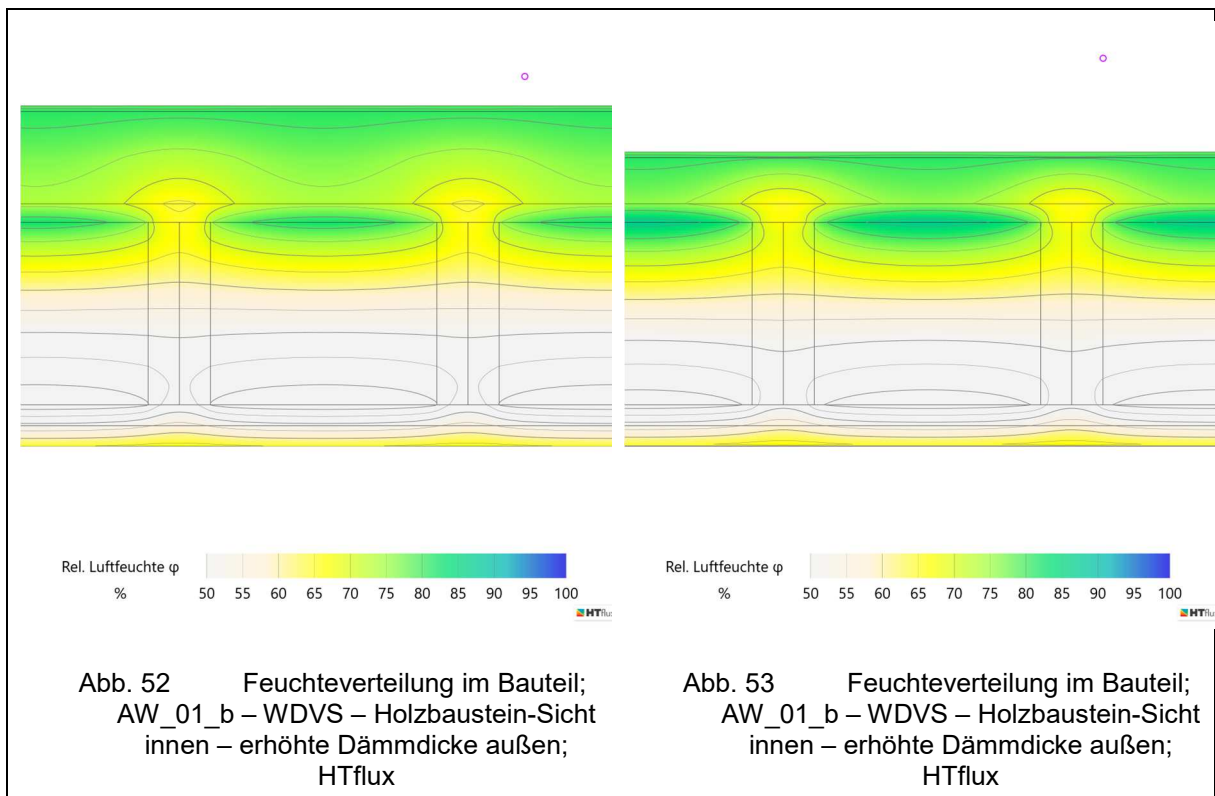 Rel. Luftfeuchte φ
%
50 55 60 65 70 75 80 85 90 95 100
HTflux
Rel. Luftfeuchte φ
%
50 55 60 65 70 75 80 85 90 95 100
HTflux
Abb. 52 Feuchteverteilung im Bauteil;
AW_01_b – WDVS – Holzbaustein-Sicht
innen – erhöhte Dämmdicke außen;
HTflux
Abb. 53 Feuchteverteilung im Bauteil;
AW_01_b – WDVS – Holzbaustein-Sicht
innen – erhöhte Dämmdicke außen;
HTflux